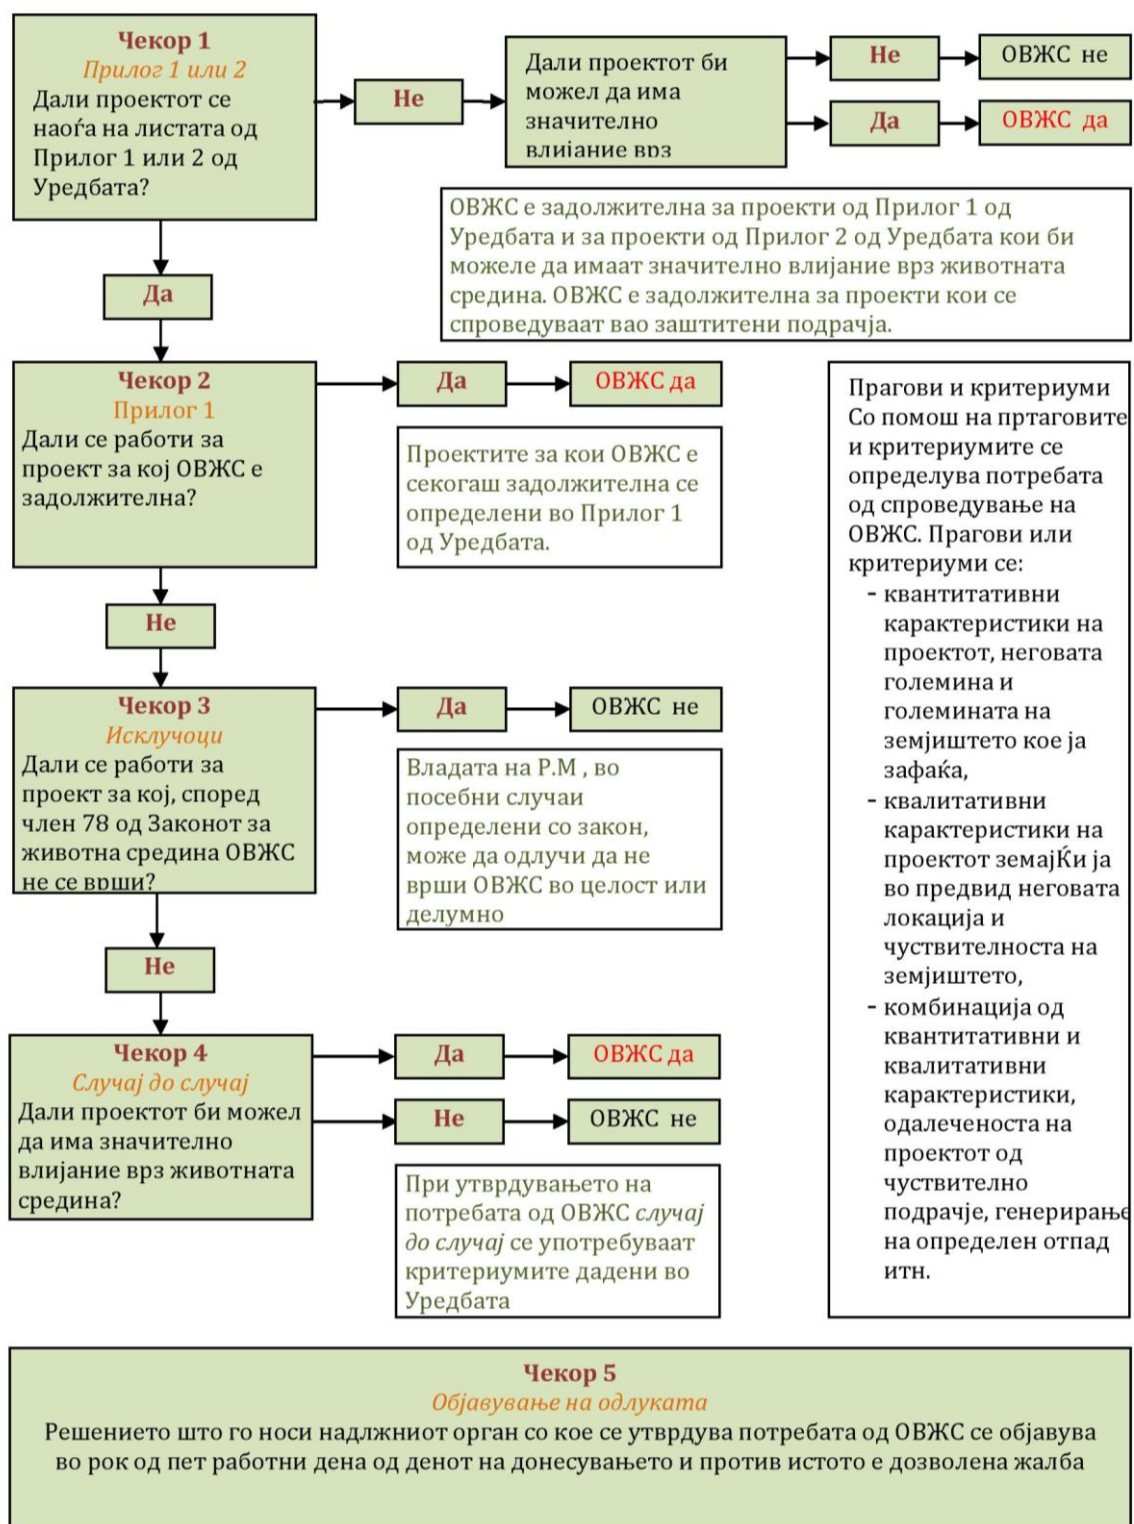 Чекор 1
Прилог 1 или 2
Дали проектот се
наоѓа на листата од
Прилог 1 или 2 од
Уредбата?
Не
Дали проектот би
можел да има
значително
влијание врз
Не
ОВЖС не
Да
ОВЖС да
ОВЖС е задолжителна за проекти од Прилог 1 од
Уредбата и за проекти од Прилог 2 од Уредбата кои би
можеле да имаат значително влијание врз животната
средина. ОВЖС е задолжителна за проекти кои се
спроведуваат вао заштитени подрачја.
Да
Чекор 2
Прилог 1
Дали се работи за
проект за кој ОВЖС е
задолжителна?
Да
ОВЖС да
Проектите за кои ОВЖС е
секогаш задолжителна се
определени во Прилог 1
од Уредбата.
Не
Чекор 3
Исклучоци
Дали се работи за
проект за кој, според
член 78 од Законот за
животна средина ОВЖС
не се врши?
Да
ОВЖС не
Владата на Р.М , во
посебни случаи
определени со закон,
може да одлучи да не
врши ОВЖС во целост или
делумно
Не
Чекор 4
Случај до случај
Дали проектот би можел
да има значително
влијание врз животната
средина?
Да
ОВЖС да
Не
ОВЖС не
При утврдувањето на
потребата од ОВЖС случај
до случај се употребуваат
критериумите дадени во
Уредбата
Прагови и критериуми
Со помош на пртаговите
и критериумите се
определува потребата
од спроведување на
ОВЖС. Прагови или
критериуми се:
- квантитативни
карактеристики на
проектот, неговата
големина и
големината на
земјиштето кое ја
зафаќа,
- квалитативни
карактеристики на
проектот земајЌи ја
во предвид неговата
локација и
чуствителноста на
земјиштето,
- комбинација од
квантитативни и
квалитативни
карактеристики,
одалеченоста на
проектот од
чуствително
подрачје, генерирање
на определен отпад
итн.
Чекор 5
Објавување на одлуката
Решението што го носи надлжниот орган со кое се утврдува потребата од ОВЖС се објавува
во рок од пет работни дена од денот на донесувањето и против истото е дозволена жалба